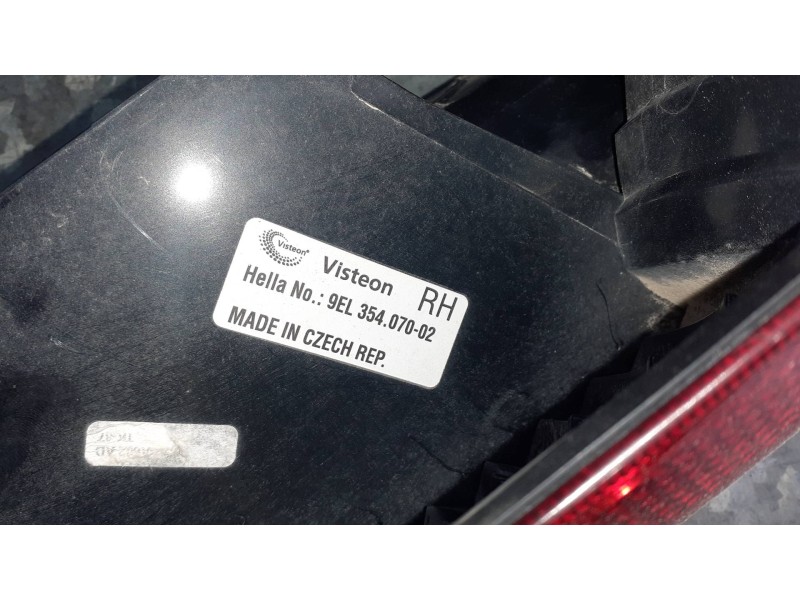 Visteon®
Visteon
Hella No.: 9EL 354.070-02
RH
MADE IN CZECH REP.